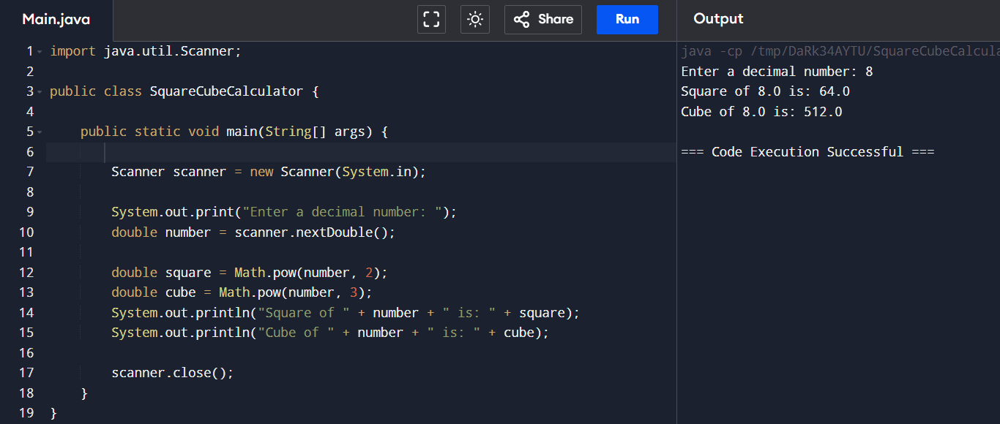 Main.java
Share
Run
Output
1 import java.util.Scanner;
2
3 public class SquareCubeCalculator {
4
5     public static void main(String[] args) {
6
7         Scanner scanner = new Scanner(System.in);
8
9         System.out.print("Enter a decimal number: ");
10         double number = scanner.nextDouble();
11
12         double square = Math.pow(number, 2);
13         double cube = Math.pow(number, 3);
14         System.out.println("Square of " + number + " is: " + square);
15         System.out.println("Cube of " + number + " is: " + cube);
16
17         scanner.close();
18     }
19 }
java -cp /tmp/DaRk34AYTU/SquareCubeCalcula
Enter a decimal number: 8
Square of 8.0 is: 64.0
Cube of 8.0 is: 512.0
=== Code Execution Successful ===